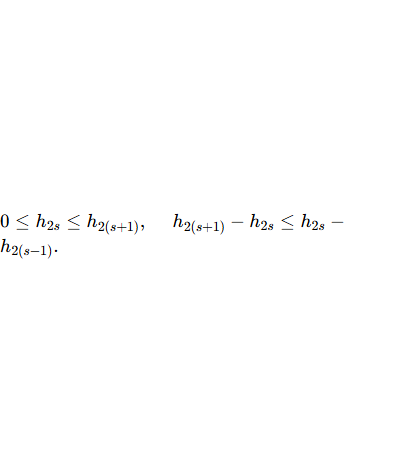 0 ≤ h_{2s} ≤ h_{2(s+1)},  h_{2(s+1)} − h_{2s} ≤ h_{2s} −
h_{2(s−1)}.